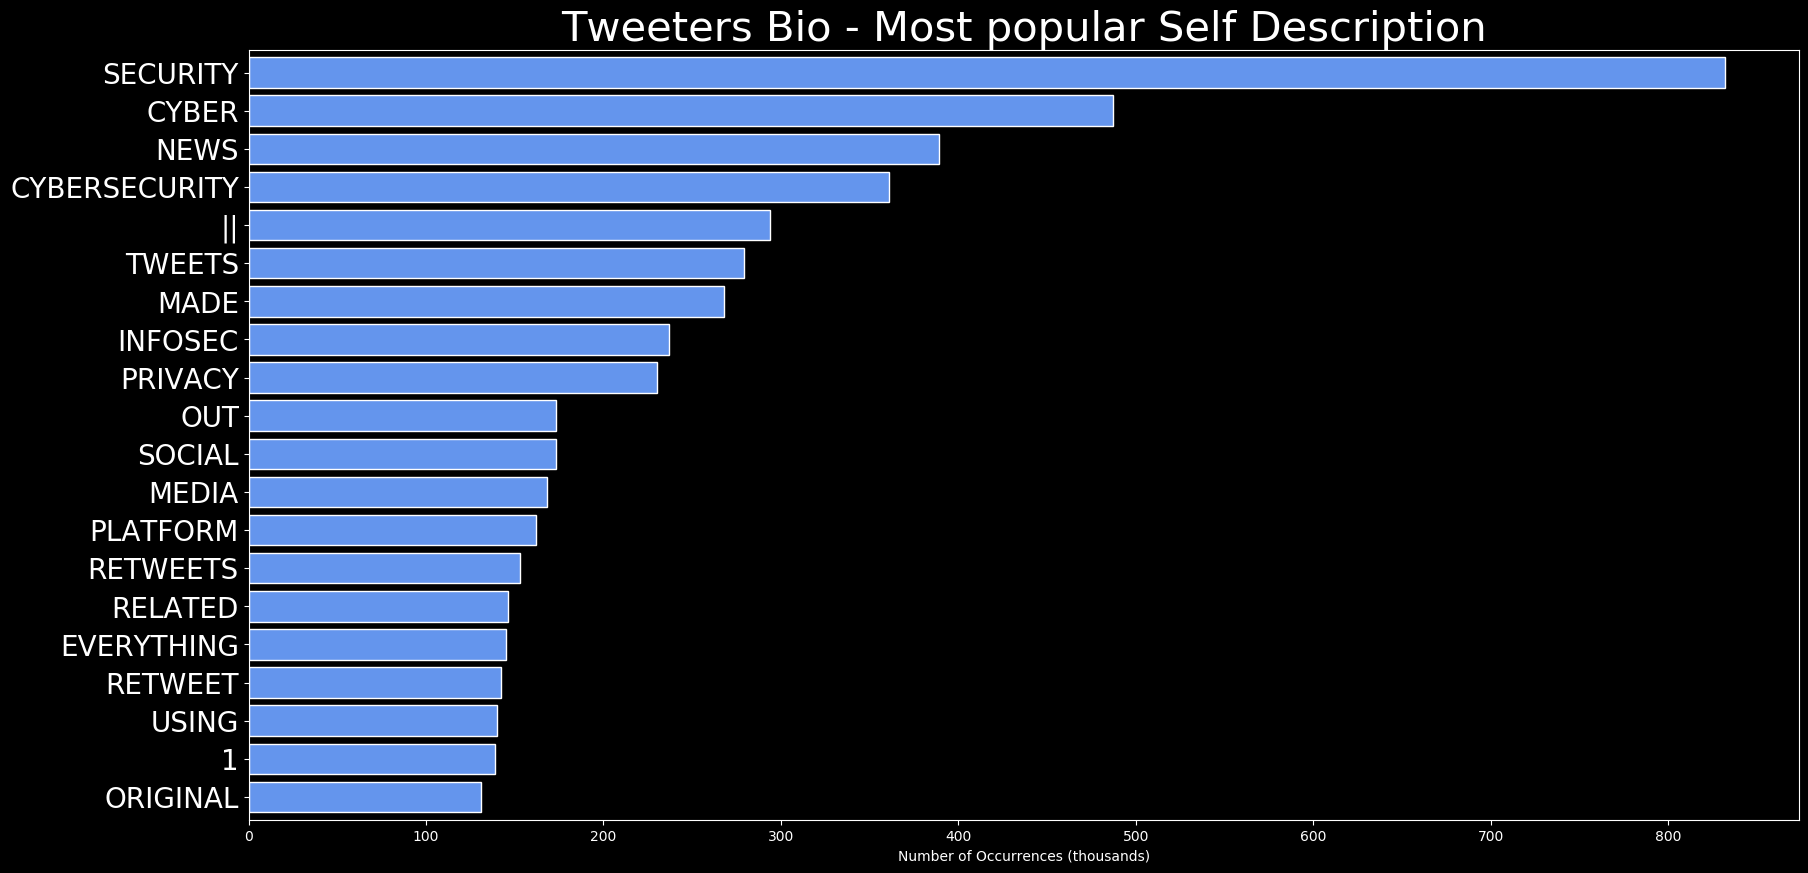 Tweeters Bio - Most popular Self Description
SECURITY
CYBER
NEWS
CYBERSECURITY
||
TWEETS
MADE
INFOSEC
PRIVACY
OUT
SOCIAL
MEDIA
PLATFORM
RETWEETS
RELATED
EVERYTHING
RETWEET
USING
1
ORIGINAL
0 100 200 300 400 500 600 700 800
Number of Occurrences (thousands)